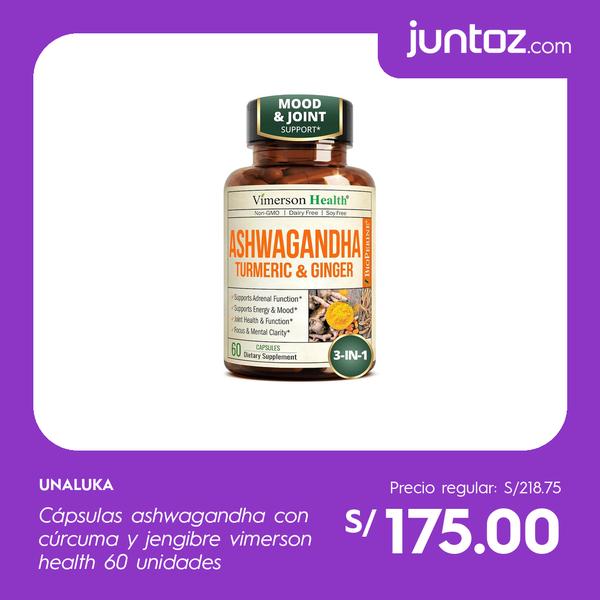 juntoz.com
MOOD
& JOINT
SUPPORT*
Vimerson Health®
Non-GMO | Dairy Free | Soy Free
ASHWAGANDHA
TURMERIC & GINGER
BIOPERINE®
Supports Adrenal Function*
Supports Energy & Mood*
Joint Health & Function*
Focus & Mental Clarity*
60 CAPSULES
Dietary Supplement
3-IN-1
UNALUKA
Cápsulas ashwagandha con
cúrcuma y jengibre vimerson
health 60 unidades
Precio regular: S/218.75
S/ 175.00